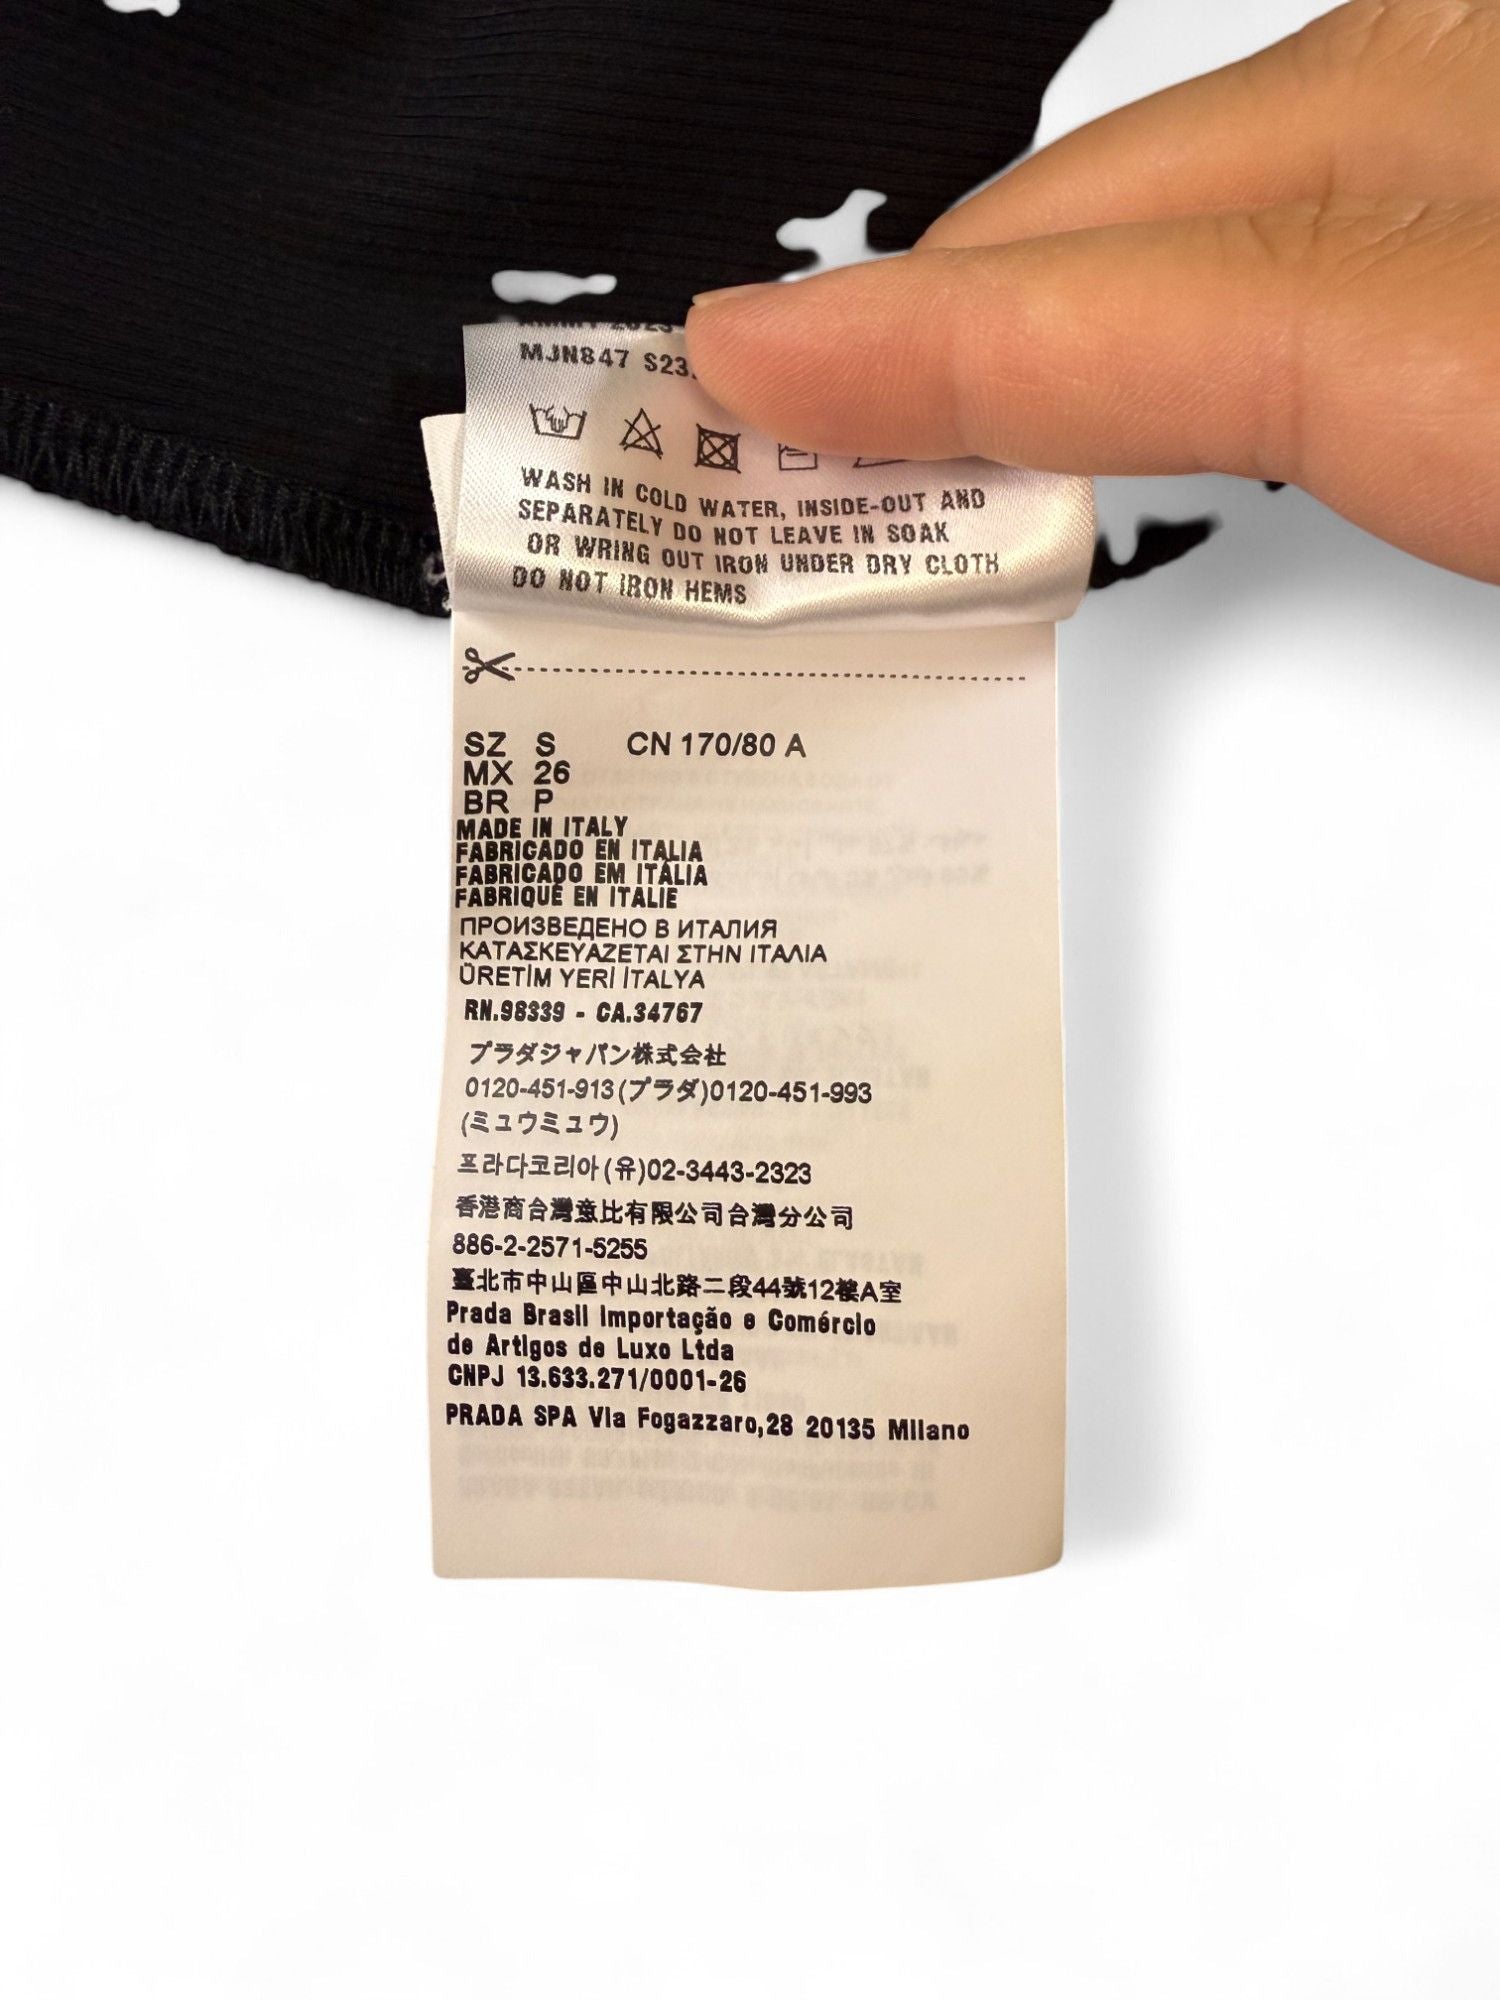 MJN847 S23
WASH IN COLD WATER, INSIDE-OUT AND
SEPARATELY DO NOT LEAVE IN SOAK
OR WRING OUT IRON UNDER DRY CLOTH
DO NOT IRON HEMS
SZ S CN 170/80 A
MX 26
BR P
MADE IN ITALY
FABRICADO EN ITALIA
FABRICADO EM ITÁLIA
FABRIQUÉ EN ITALIE
ПРОИЗВЕДЕНО В ИТАЛИЯ
ΚΑΤΑΣΚΕΥΑΖΕΤΑΙ ΣΤΗΝ ΙΤΑΛΙΑ
ÜRETİM YERİ İTALYA
RN.98339 - CA.34767
プラダジャパン株式会社
0120-451-913(プラダ)0120-451-993
(ミュウミュウ)
프라다코리아(유)02-3443-2323
香港商台灣意比有限公司台灣分公司
886-2-2571-5255
臺北市中山區中山北路二段44號12樓A室
Prada Brasil Importação e Comércio
de Artigos de Luxo Ltda
CNPJ 13.633.271/0001-26
PRADA SPA Via Fogazzaro,28 20135 Milano